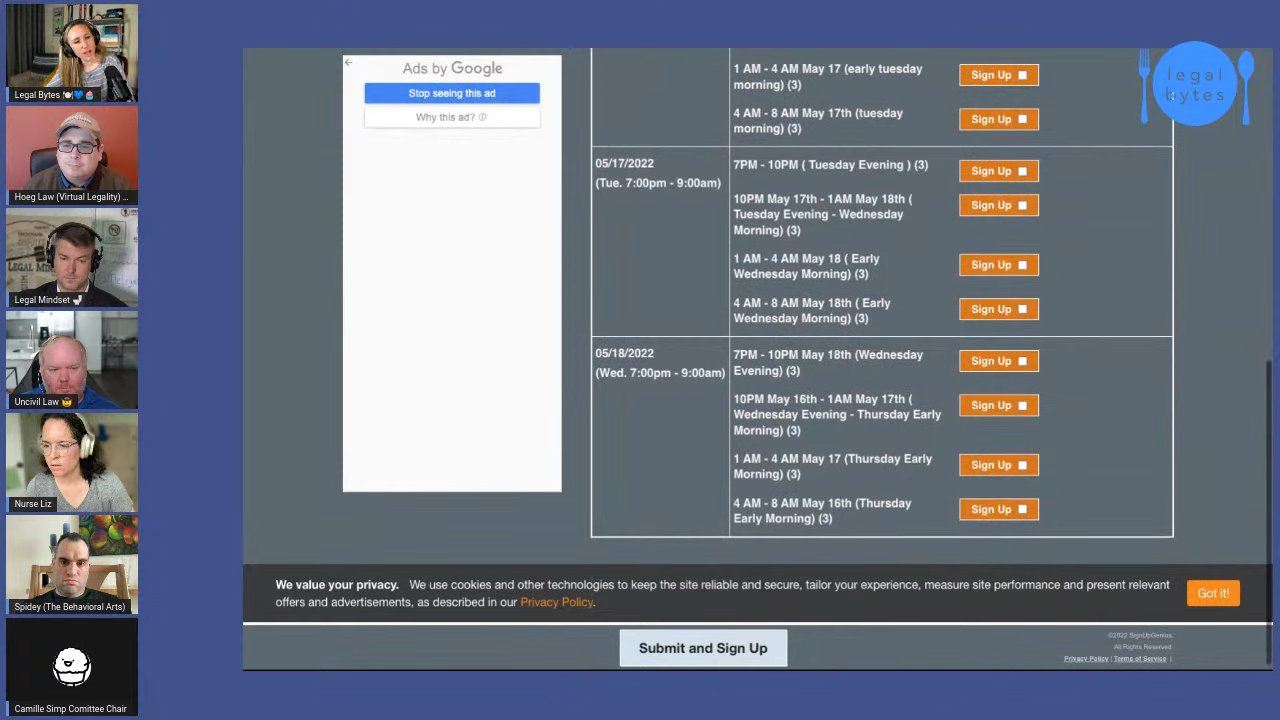 Legal Bytes 🍽️💙🧁
Hoeg Law (Virtual Legality) ...
Legal Mindset
Uncivil Law
Nurse Liz
Spidey (The Behavioral Arts)
Camille Simp Comittee Chair
Ads by Google
Stop seeing this ad
Why this ad?
1 AM - 4 AM May 17 (early tuesday
morning) (3)
Sign Up
4 AM - 8 AM May 17th (tuesday
morning) (3)
Sign Up
05/17/2022
(Tue. 7:00pm - 9:00am)
7PM - 10PM ( Tuesday Evening ) (3)
Sign Up
10PM May 17th - 1AM May 18th (
Tuesday Evening - Wednesday
Morning) (3)
Sign Up
1 AM - 4 AM May 18 ( Early
Wednesday Morning) (3)
Sign Up
4 AM - 8 AM May 18th ( Early
Wednesday Morning) (3)
Sign Up
05/18/2022
(Wed. 7:00pm - 9:00am)
7PM - 10PM May 18th (Wednesday
Evening) (3)
Sign Up
10PM May 16th - 1AM May 17th (
Wednesday Evening - Thursday Early
Morning) (3)
Sign Up
1 AM - 4 AM May 17 (Thursday Early
Morning) (3)
Sign Up
4 AM - 8 AM May 16th (Thursday
Early Morning) (3)
Sign Up
legal
bytes
We value your privacy. We use cookies and other technologies to keep the site reliable and secure, tailor your experience, measure site performance and present relevant
offers and advertisements, as described in our Privacy Policy.
Got it!
Submit and Sign Up
©2022 SignUpGenius
All Rights Reserved
Privacy Policy | Terms of Service |